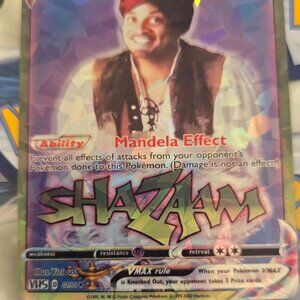 Ability
Mandela Effect
Prevent all effects of attacks from your opponent's
Pokémon done to this Pokémon. (Damage is not an effect.)
SHAZAAM
weakness
resistance
retreat
Illus.
VMAX rule
When your Pokémon VMAX
is Knocked Out, your opponent takes 3 Prize cards.
VHS